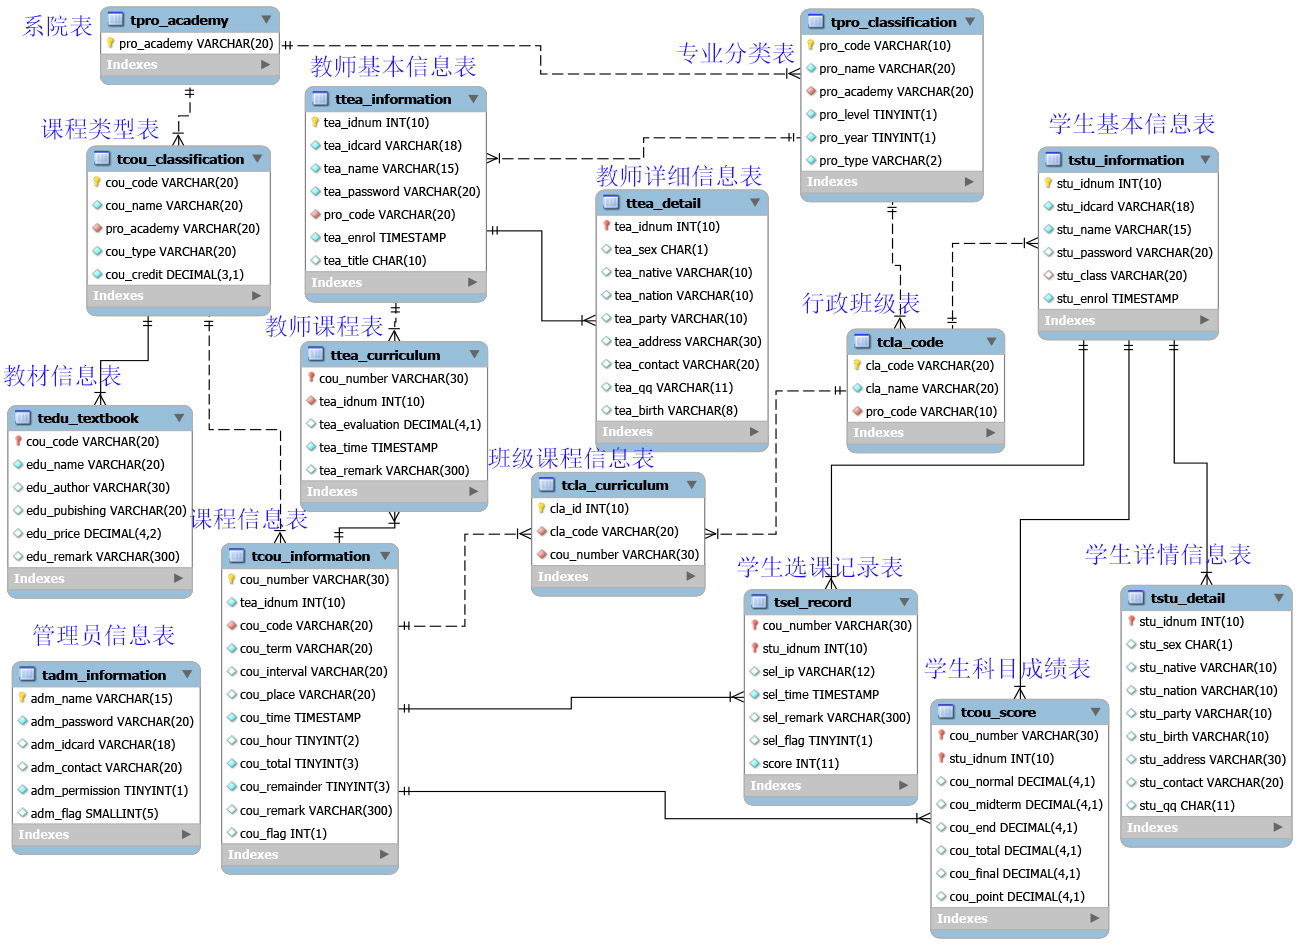 系院表
tpro_academy
pro_academy VARCHAR(20)
Indexes
专业分类表
tpro_classification
pro_code VARCHAR(10)
pro_name VARCHAR(20)
pro_academy VARCHAR(20)
pro_level TINYINT(1)
pro_year TINYINT(1)
pro_type VARCHAR(2)
Indexes
教师基本信息表
ttea_information
tea_idnum INT(10)
tea_idcard VARCHAR(18)
tea_name VARCHAR(15)
tea_password VARCHAR(20)
pro_code VARCHAR(20)
tea_enrol TIMESTAMP
tea_title CHAR(10)
Indexes
课程类型表
tcou_classification
cou_code VARCHAR(20)
cou_name VARCHAR(20)
pro_academy VARCHAR(20)
cou_type VARCHAR(20)
cou_credit DECIMAL(3,1)
Indexes
学生基本信息表
tstu_information
stu_idnum INT(10)
stu_idcard VARCHAR(18)
stu_name VARCHAR(15)
stu_password VARCHAR(20)
stu_class VARCHAR(20)
stu_enrol TIMESTAMP
Indexes
教师详细信息表
ttea_detail
tea_idnum INT(10)
tea_sex CHAR(1)
tea_native VARCHAR(10)
tea_nation VARCHAR(10)
tea_party VARCHAR(10)
tea_address VARCHAR(30)
tea_contact VARCHAR(20)
tea_qq VARCHAR(11)
tea_birth VARCHAR(8)
Indexes
行政班级表
tcla_code
cla_code VARCHAR(20)
cla_name VARCHAR(20)
pro_code VARCHAR(10)
Indexes
教师课程表
ttea_curriculum
cou_number VARCHAR(30)
tea_idnum INT(10)
tea_evaluation DECIMAL(4,1)
tea_time TIMESTAMP
tea_remark VARCHAR(300)
Indexes
教材信息表
tedu_textbook
cou_code VARCHAR(20)
edu_name VARCHAR(20)
edu_author VARCHAR(30)
edu_pubishing VARCHAR(20)
edu_price DECIMAL(4,2)
edu_remark VARCHAR(300)
Indexes
班级课程信息表
tcla_curriculum
cla_id INT(10)
cla_code VARCHAR(20)
cou_number VARCHAR(30)
Indexes
课程信息表
tcou_information
cou_number VARCHAR(30)
tea_idnum INT(10)
cou_code VARCHAR(20)
cou_term VARCHAR(20)
cou_interval VARCHAR(20)
cou_place VARCHAR(20)
cou_time TIMESTAMP
cou_hour TINYINT(2)
cou_total TINYINT(3)
cou_remainder TINYINT(3)
cou_remark VARCHAR(300)
cou_flag INT(1)
Indexes
学生选课记录表
tsel_record
cou_number VARCHAR(30)
stu_idnum INT(10)
sel_ip VARCHAR(12)
sel_time TIMESTAMP
sel_remark VARCHAR(300)
sel_flag TINYINT(1)
score INT(11)
Indexes
学生详情信息表
tstu_detail
stu_idnum INT(10)
stu_sex CHAR(1)
stu_native VARCHAR(10)
stu_nation VARCHAR(10)
stu_party VARCHAR(10)
stu_birth VARCHAR(10)
stu_address VARCHAR(30)
stu_contact VARCHAR(20)
stu_qq CHAR(11)
Indexes
管理员信息表
tadm_information
adm_name VARCHAR(15)
adm_password VARCHAR(20)
adm_idcard VARCHAR(18)
adm_contact VARCHAR(20)
adm_permission TINYINT(1)
adm_flag SMALLINT(5)
Indexes
学生科目成绩表
tcou_score
cou_number VARCHAR(30)
stu_idnum INT(10)
cou_normal DECIMAL(4,1)
cou_midterm DECIMAL(4,1)
cou_end DECIMAL(4,1)
cou_total DECIMAL(4,1)
cou_final DECIMAL(4,1)
cou_point DECIMAL(4,1)
Indexes